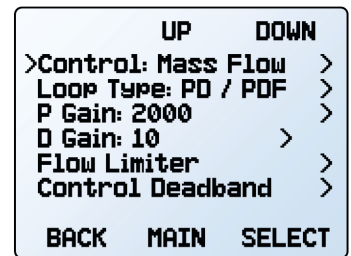 UP DOWN
>Control: Mass Flow >
Loop Type: PD / PDF >
P Gain: 2000 >
D Gain: 10 >
Flow Limiter >
Control Deadband >
BACK MAIN SELECT